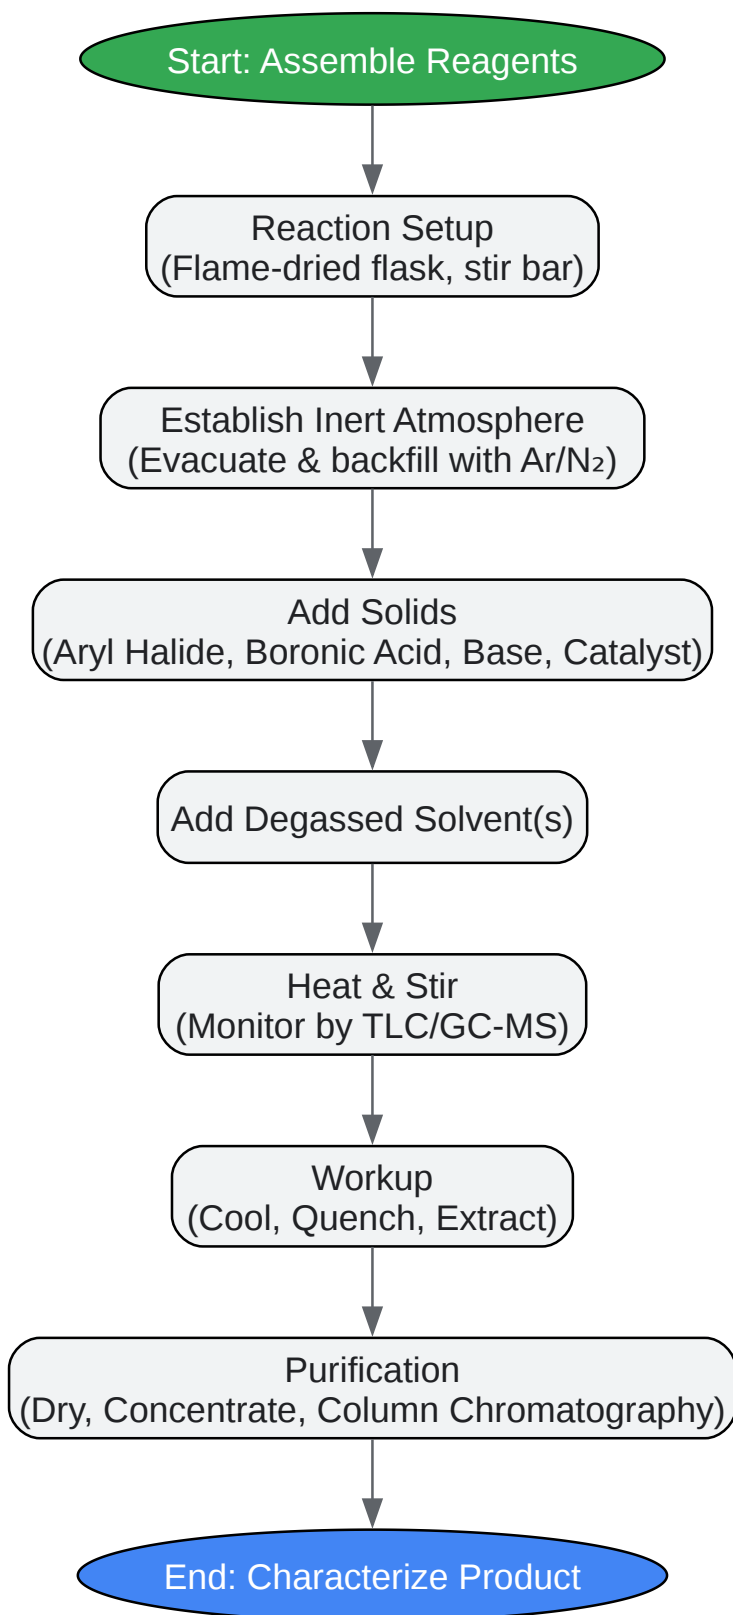 Start: Assemble Reagents
Reaction Setup
(Flame-dried flask, stir bar)
Establish Inert Atmosphere
(Evacuate & backfill with Ar/N₂)
Add Solids
(Aryl Halide, Boronic Acid, Base, Catalyst)
Add Degassed Solvent(s)
Heat & Stir
(Monitor by TLC/GC-MS)
Workup
(Cool, Quench, Extract)
Purification
(Dry, Concentrate, Column Chromatography)
End: Characterize Product